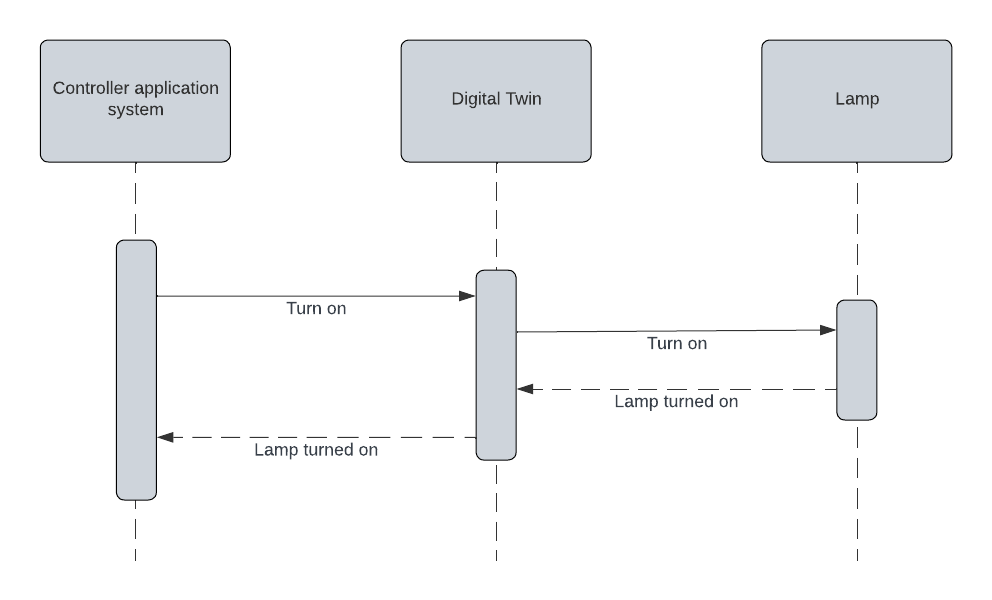 Controller application
system
Digital Twin
Lamp
Turn on
Turn on
Lamp turned on
Lamp turned on